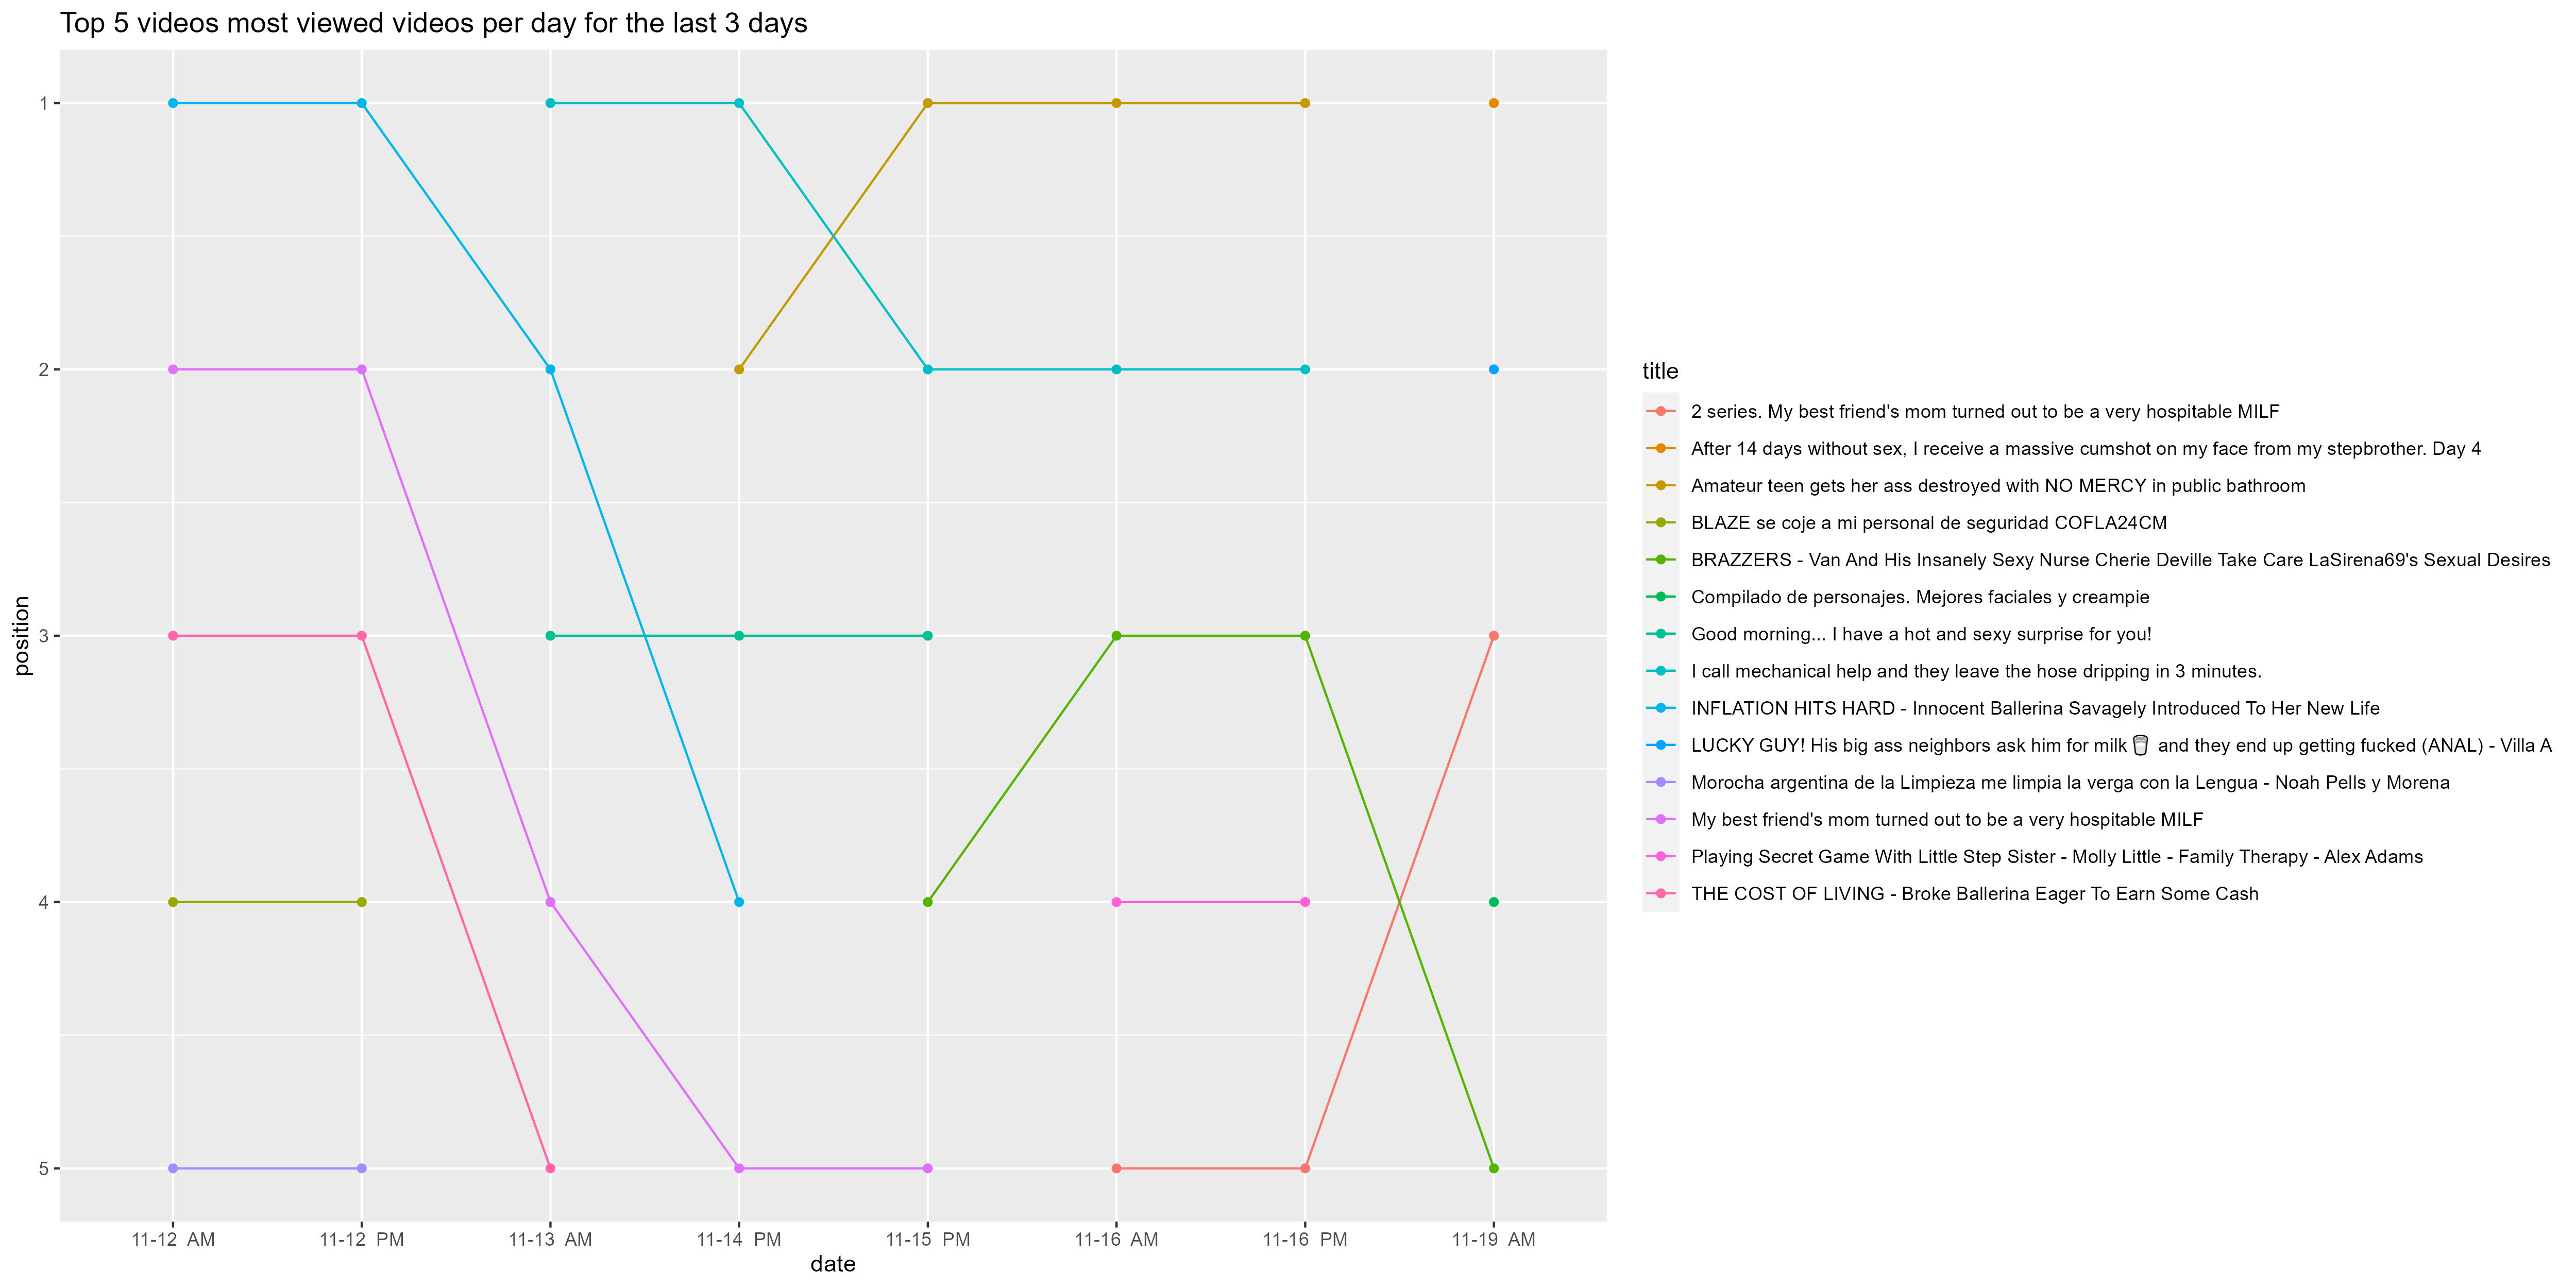 Top 5 videos most viewed videos per day for the last 3 days
position
1
2
3
4
5
11-12 AM
11-12 PM
11-13 AM
11-14 PM
11-15 PM
11-16 AM
11-16 PM
11-19 AM
date
title
2 series. My best friend's mom turned out to be a very hospitable MILF
After 14 days without sex, I receive a massive cumshot on my face from my stepbrother. Day 4
Amateur teen gets her ass destroyed with NO MERCY in public bathroom
BLAZE se coje a mi personal de seguridad COFLA24CM
BRAZZERS - Van And His Insanely Sexy Nurse Cherie Deville Take Care LaSirena69's Sexual Desires
Compilado de personajes. Mejores faciales y creampie
Good morning... I have a hot and sexy surprise for you!
I call mechanical help and they leave the hose dripping in 3 minutes.
INFLATION HITS HARD - Innocent Ballerina Savagely Introduced To Her New Life
LUCKY GUY! His big ass neighbors ask him for milk 🥛 and they end up getting fucked (ANAL) - Villa A
Morocha argentina de la Limpieza me limpia la verga con la Lengua - Noah Pells y Morena
My best friend's mom turned out to be a very hospitable MILF
Playing Secret Game With Little Step Sister - Molly Little - Family Therapy - Alex Adams
THE COST OF LIVING - Broke Ballerina Eager To Earn Some Cash